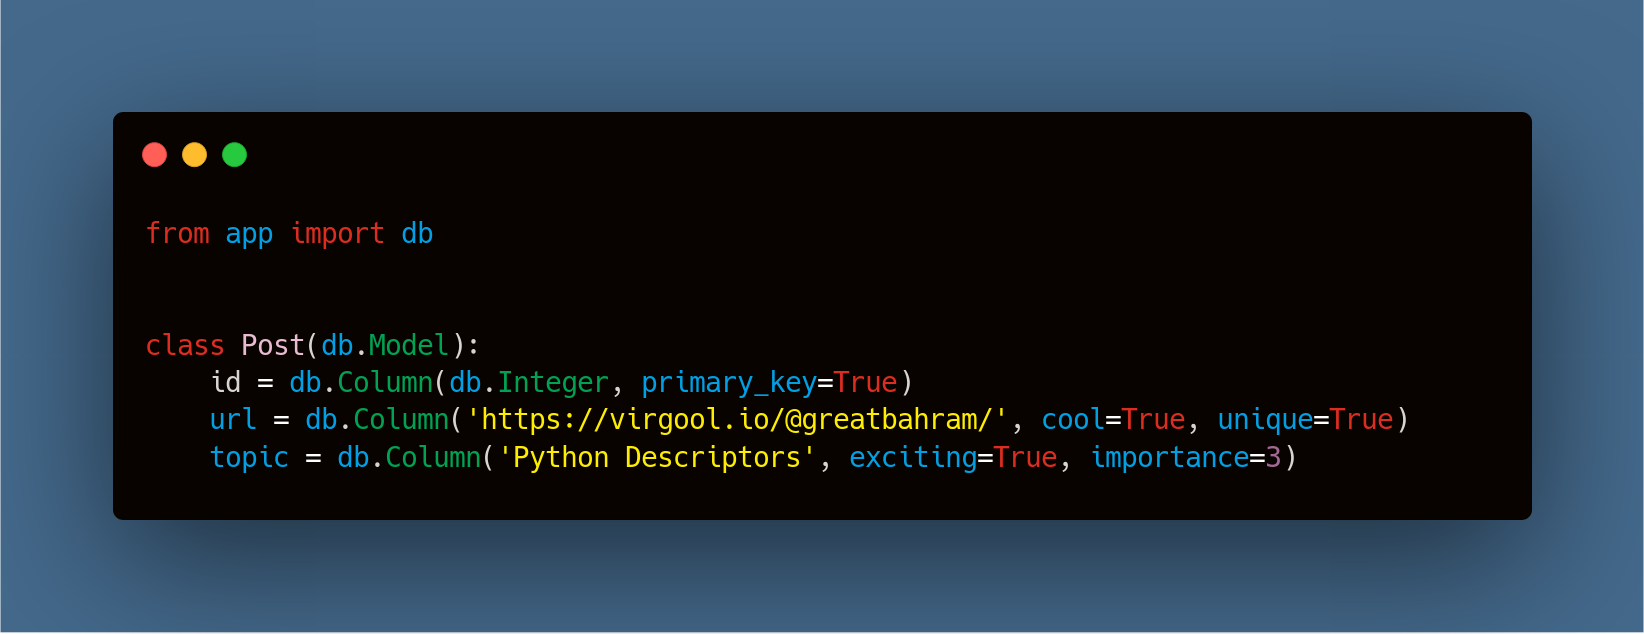 from app import db
class Post(db.Model):
    id = db.Column(db.Integer, primary_key=True)
    url = db.Column('https://virgool.io/@greatbahram/', cool=True, unique=True)
    topic = db.Column('Python Descriptors', exciting=True, importance=3)